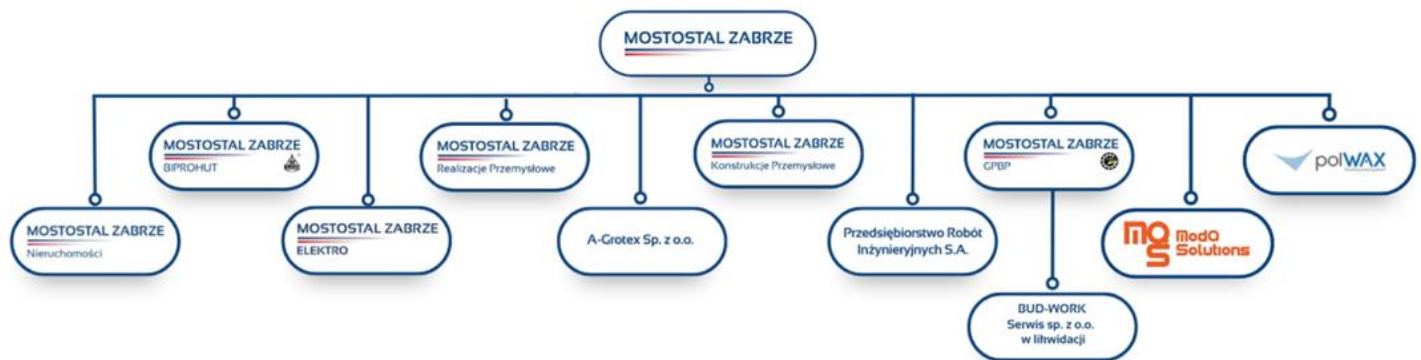 MOSTOSTAL ZABRZE
MOSTOSTAL ZABRZE
BIPROHUT
MOSTOSTAL ZABRZE
Realizacje Przemysłowe
MOSTOSTAL ZABRZE
Konstrukcje Przemysłowe
MOSTOSTAL ZABRZE
GPBP
polWAX
MOSTOSTAL ZABRZE
Nieruchomości
MOSTOSTAL ZABRZE
ELEKTRO
A-Grotex Sp. z o.o.
Przedsiębiorstwo Robót
Inżynieryjnych S.A.
MQS ModQ
Solutions
BUD-WORK
Serwis sp. z o.o.
w likwidacji